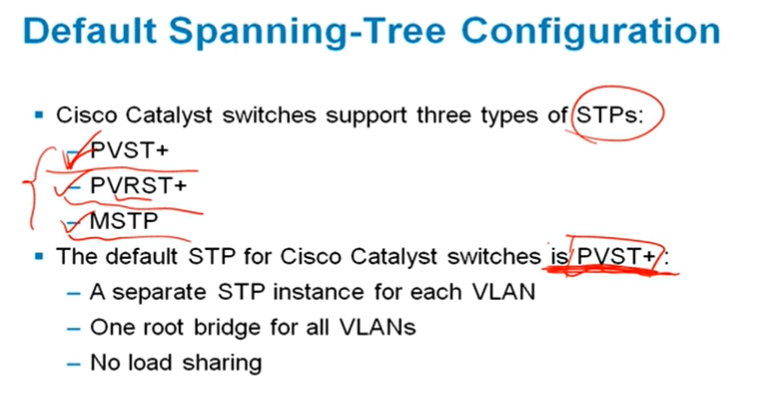 Default Spanning-Tree Configuration
▪ Cisco Catalyst switches support three types of STPs:
– PVST+
– PVRST+
– MSTP
▪ The default STP for Cisco Catalyst switches is PVST+:
– A separate STP instance for each VLAN
– One root bridge for all VLANs
– No load sharing